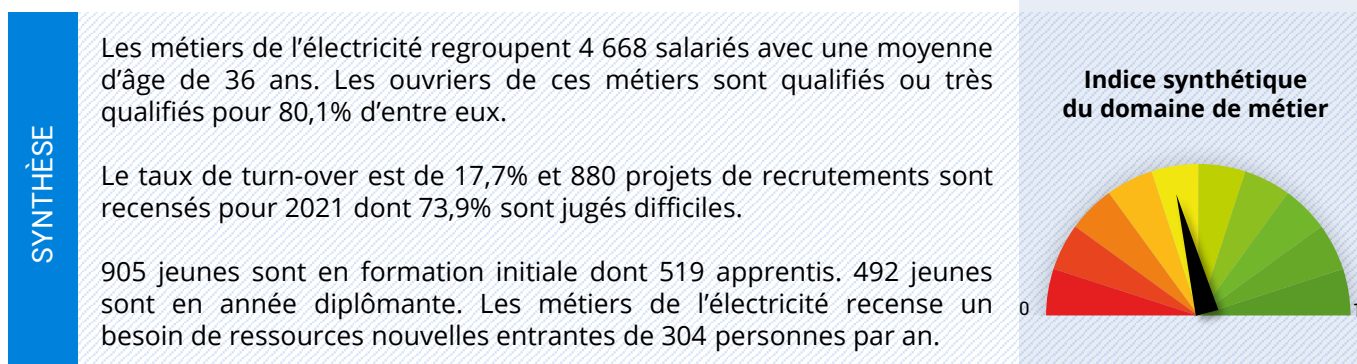 SYNTHÈSE
Les métiers de l’électricité regroupent 4 668 salariés avec une moyenne
d’âge de 36 ans. Les ouvriers de ces métiers sont qualifiés ou très
qualifiés pour 80,1% d’entre eux.
Le taux de turn-over est de 17,7% et 880 projets de recrutements sont
recensés pour 2021 dont 73,9% sont jugés difficiles.
905 jeunes sont en formation initiale dont 519 apprentis. 492 jeunes
sont en année diplômante. Les métiers de l’électricité recense un
besoin de ressources nouvelles entrantes de 304 personnes par an.
Indice synthétique
du domaine de métier
0